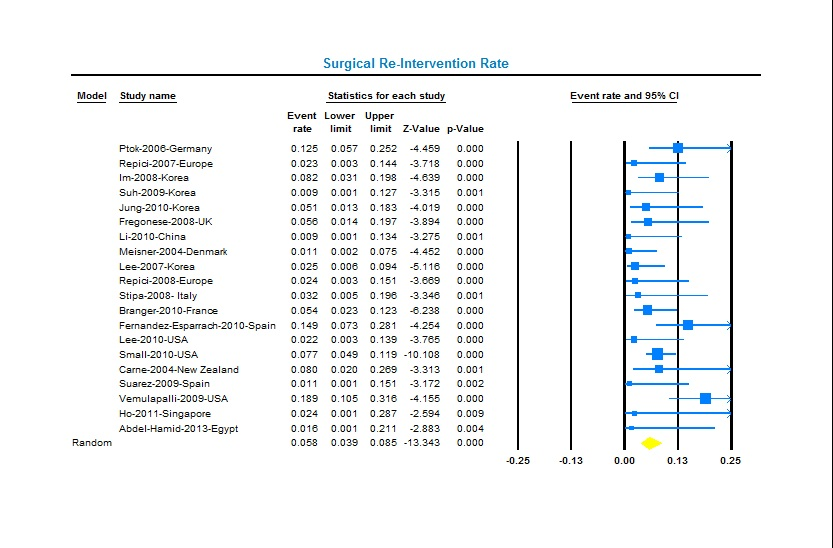 Surgical Re-Intervention Rate
Model Study name Statistics for each study Event rate and 95% CI
Event Lower Upper
rate limit limit Z-Value p-Value
Ptok-2006-Germany 0.125 0.057 0.252 -4.459 0.000
Repici-2007-Europe 0.023 0.003 0.144 -3.718 0.000
Im-2008-Korea 0.082 0.031 0.198 -4.639 0.000
Suh-2009-Korea 0.009 0.001 0.127 -3.315 0.001
Jung-2010-Korea 0.051 0.013 0.183 -4.019 0.000
Fregonese-2008-UK 0.056 0.014 0.197 -3.894 0.000
Li-2010-China 0.009 0.001 0.134 -3.275 0.001
Meisner-2004-Denmark 0.011 0.002 0.075 -4.452 0.000
Lee-2007-Korea 0.025 0.006 0.094 -5.116 0.000
Repici-2008-Europe 0.024 0.003 0.151 -3.669 0.000
Stipa-2008- Italy 0.032 0.005 0.196 -3.346 0.001
Branger-2010-France 0.054 0.023 0.123 -6.238 0.000
Fernandez-Esparrach-2010-Spain 0.149 0.073 0.281 -4.254 0.000
Lee-2010-USA 0.022 0.003 0.139 -3.765 0.000
Small-2010-USA 0.077 0.049 0.119 -10.108 0.000
Carne-2004-New Zealand 0.080 0.020 0.269 -3.313 0.001
Suarez-2009-Spain 0.011 0.001 0.151 -3.172 0.002
Vemulapalli-2009-USA 0.189 0.105 0.316 -4.155 0.000
Ho-2011-Singapore 0.024 0.001 0.287 -2.594 0.009
Abdel-Hamid-2013-Egypt 0.016 0.001 0.211 -2.883 0.004
Random 0.058 0.039 0.085 -13.343 0.000
-0.25 -0.13 0.00 0.13 0.25